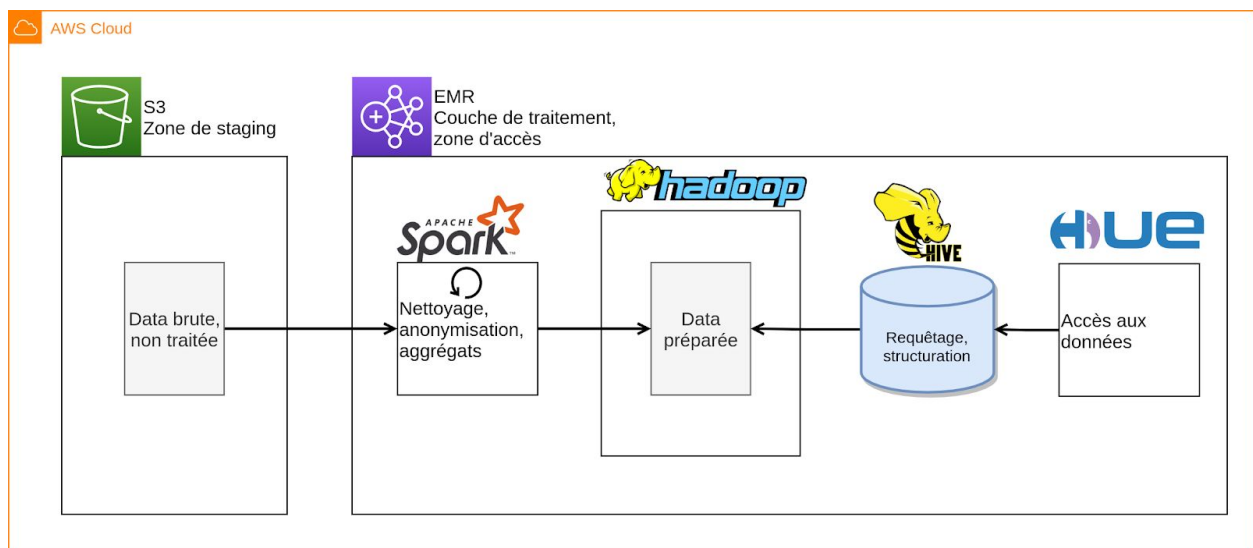 AWS Cloud
S3
Zone de staging
EMR
Couche de traitement,
zone d'accès
hadoop
APACHE
Spark
HIVE
HUE
Data brute,
non traitée
Nettoyage,
anonymisation,
aggrégats
Data
préparée
Requêtage,
structuration
Accès aux
données